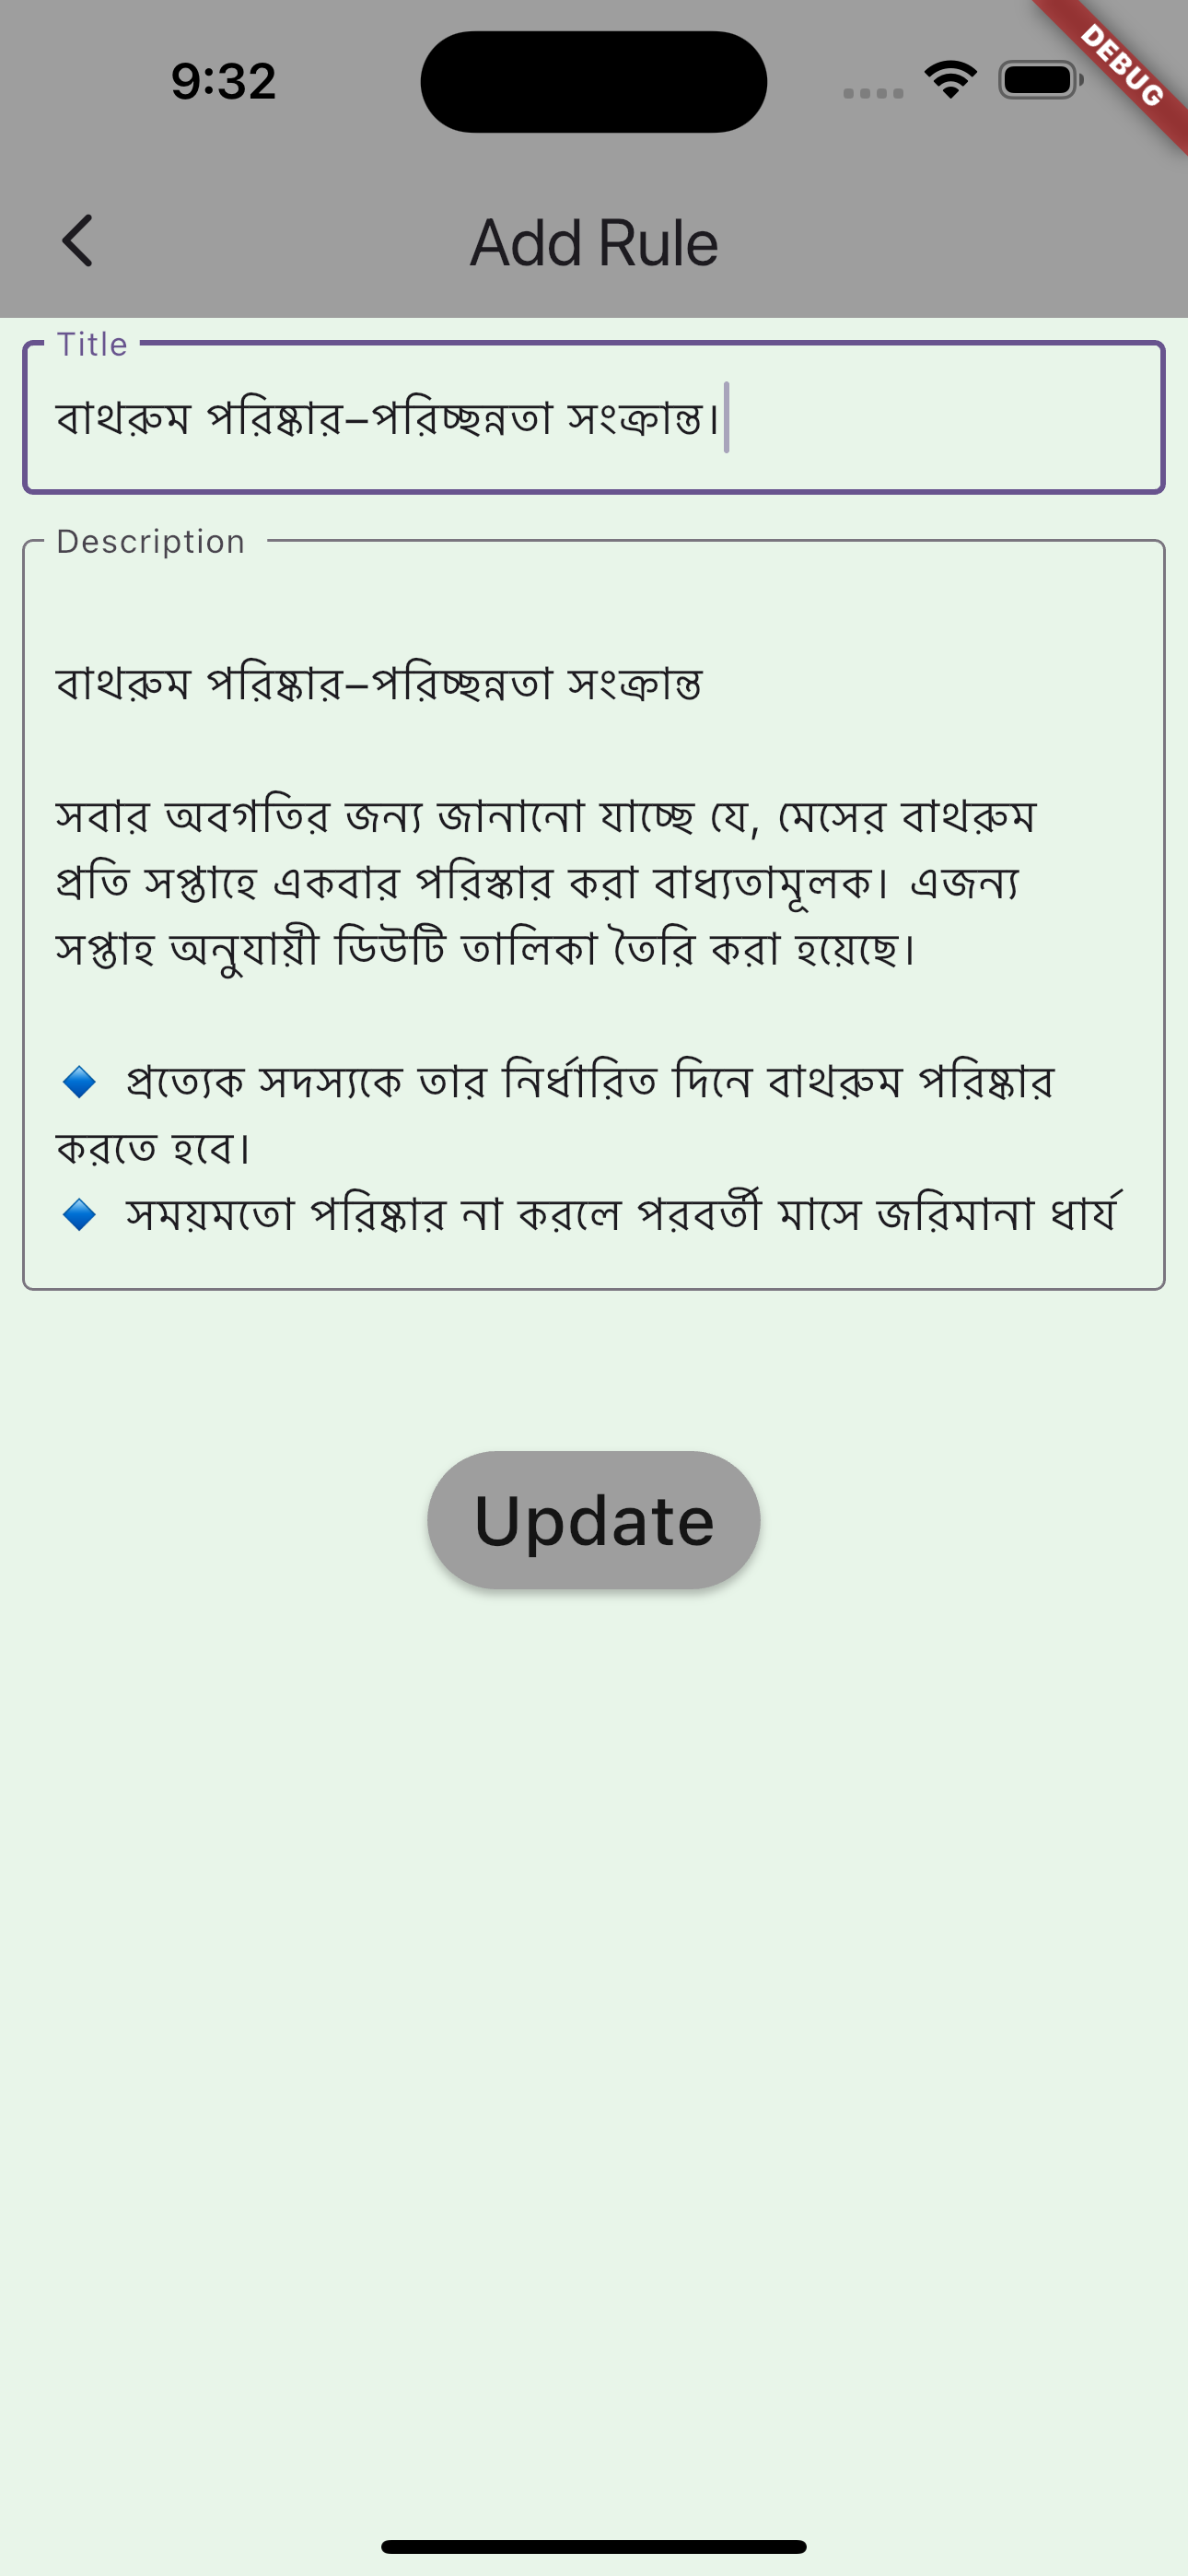 9:32
DEBUG
Add Rule
Title
বাথরুম পরিষ্কার–পরিচ্ছন্নতা সংক্রান্ত।
Description
বাথরুম পরিষ্কার–পরিচ্ছন্নতা সংক্রান্ত
সবার অবগতির জন্য জানানো যাচ্ছে যে, মেসের বাথরুম
প্রতি সপ্তাহে একবার পরিস্কার করা বাধ্যতামূলক। এজন্য
সপ্তাহ অনুযায়ী ডিউটি তালিকা তৈরি করা হয়েছে।
🔹 প্রত্যেক সদস্যকে তার নির্ধারিত দিনে বাথরুম পরিষ্কার
করতে হবে।
🔹 সময়মতো পরিষ্কার না করলে পরবর্তী মাসে জরিমানা ধার্য
Update